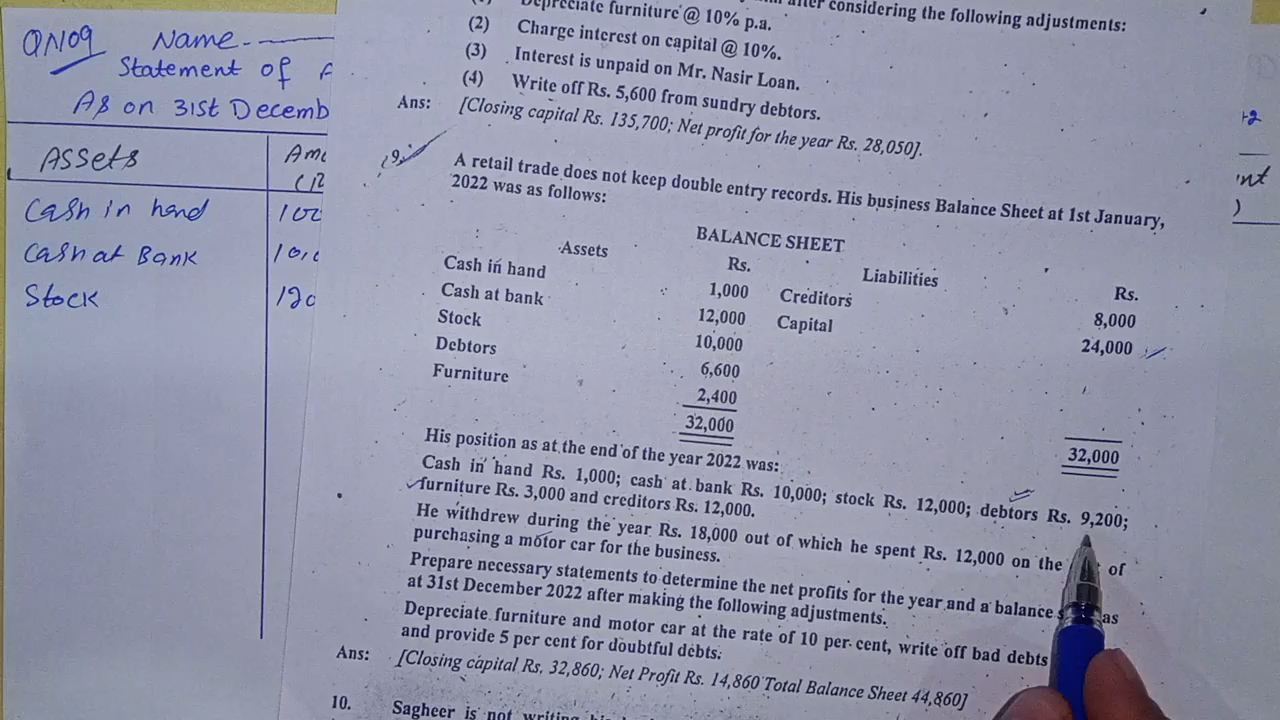 QN09 Name
Statement of
As on 31st Decemb
Assets
Cash in hand
Cash at Bank
Stock
after considering the following adjustments:
Depreciate furniture @ 10% p.a.
(2) Charge interest on capital @ 10%.
(3) Interest is unpaid on Mr. Nasir Loan.
(4) Write off Rs. 5,600 from sundry debtors.
Ans: [Closing capital Rs. 135,700; Net profit for the year Rs. 28,050].
9. A retail trade does not keep double entry records. His business Balance Sheet at 1st January,
2022 was as follows:
BALANCE SHEET
Assets Rs. Liabilities Rs.
Cash in hand 1,000 Creditors 8,000
Cash at bank 12,000 Capital 24,000
Stock 10,000
Debtors 6,600
Furniture 2,400
32,000 32,000
His position as at the end of the year 2022 was:
Cash in hand Rs. 1,000; cash at bank Rs. 10,000; stock Rs. 12,000; debtors Rs. 9,200;
furniture Rs. 3,000 and creditors Rs. 12,000.
He withdrew during the year Rs. 18,000 out of which he spent Rs. 12,000 on the of
purchasing a motor car for the business.
Prepare necessary statements to determine the net profits for the year and a balance as
at 31st December 2022 after making the following adjustments.
Depreciate furniture and motor car at the rate of 10 per cent, write off bad debts
and provide 5 per cent for doubtful debts.
Ans: [Closing capital Rs. 32,860; Net Profit Rs. 14,860 Total Balance Sheet 44,860]
10. Sagheer is not writing